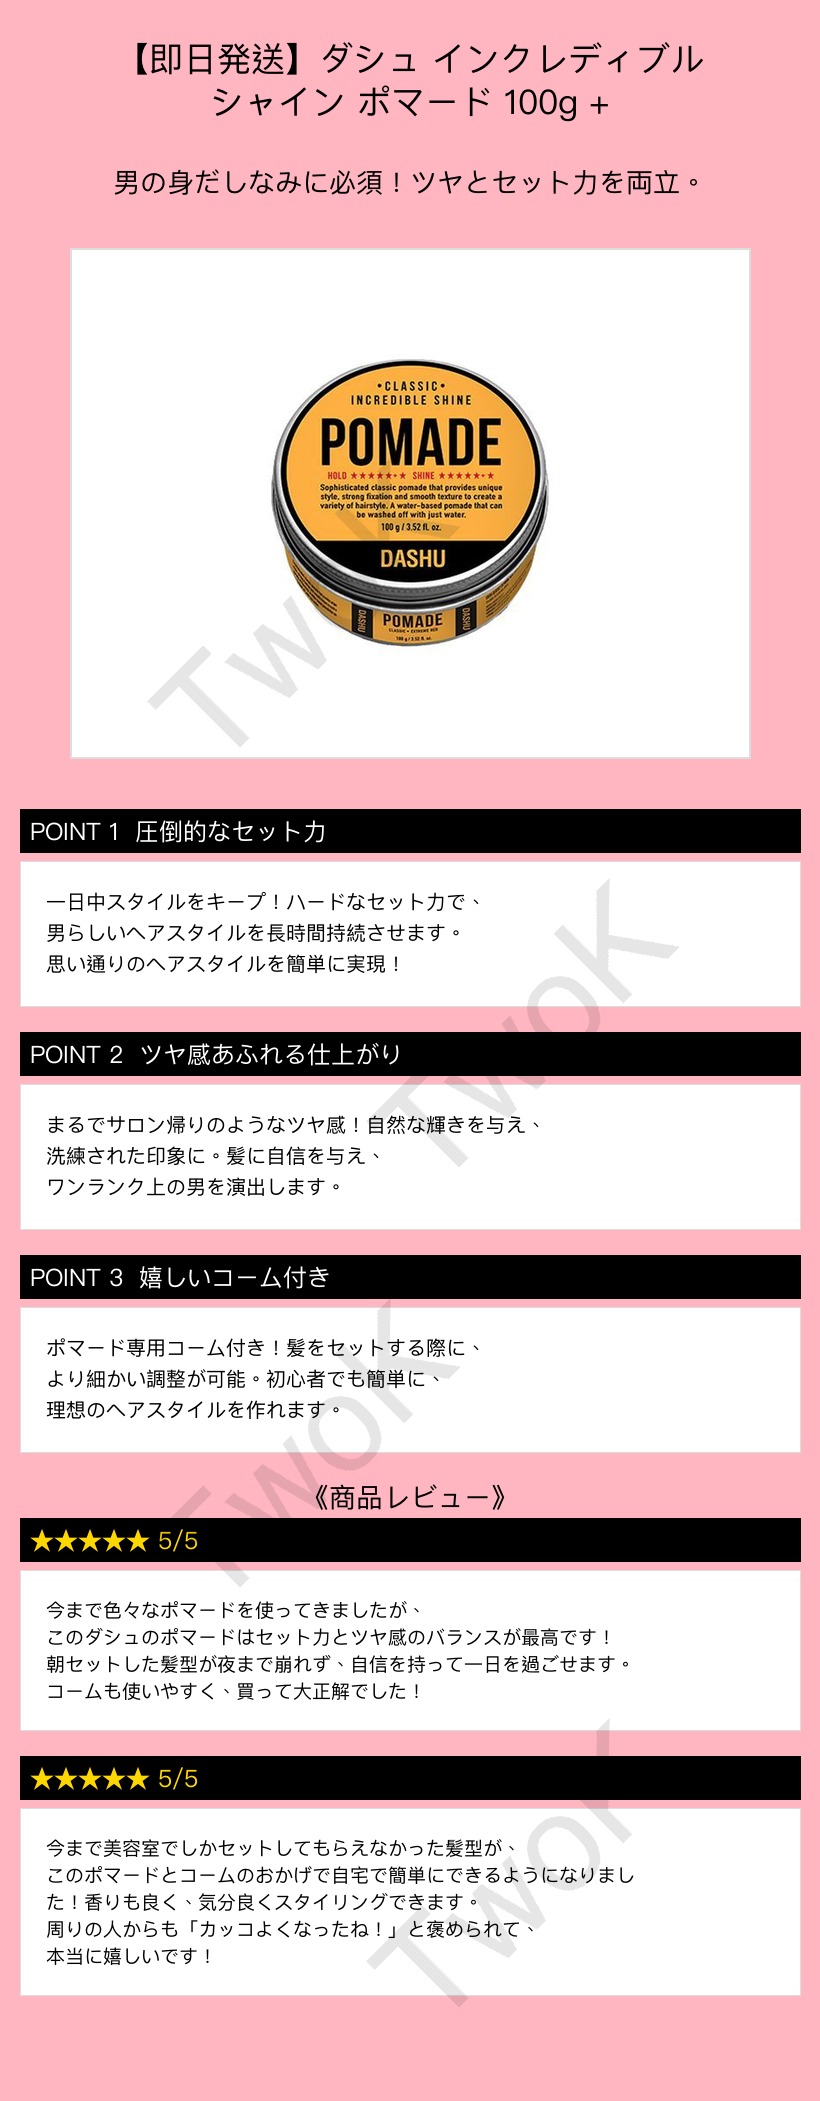 【即日発送】ダシュ インクレディブル
シャイン ポマード 100g +
男の身だしなみに必須！ツヤとセット力を両立。
•CLASSIC•
INCREDIBLE SHINE
POMADE
HOLD ★★★★★•★ SHINE ★★★★★•★
Sophisticated classic pomade that provides unique
style, strong fixation and smooth texture to create a
variety of hairstyle. A water-based pomade that can
be washed off with just water.
100 g / 3.52 fl. oz.
DASHU
DASHU
POMADE
DASHU
100 g / 3.52 fl. oz.
TwoK
POINT 1 圧倒的なセット力
一日中スタイルをキープ！ハードなセット力で、
男らしいヘアスタイルを長時間持続させます。
思い通りのヘアスタイルを簡単に実現！
TwoK
POINT 2 ツヤ感あふれる仕上がり
まるでサロン帰りのようなツヤ感！自然な輝きを与え、
洗練された印象に。髪に自信を与え、
ワンランク上の男を演出します。
POINT 3 嬉しいコーム付き
ポマード専用コーム付き！髪をセットする際に、
より細かい調整が可能。初心者でも簡単に、
理想のヘアスタイルを作れます。
TwoK
《商品レビュー》
★★★★★ 5/5
今まで色々なポマードを使ってきましたが、
このダシュのポマードはセット力とツヤ感のバランスが最高です！
朝セットした髪型が夜まで崩れず、自信を持って一日を過ごせます。
コームも使いやすく、買って大正解でした！
★★★★★ 5/5
今まで美容室でしかセットしてもらえなかった髪型が、
このポマードとコームのおかげで自宅で簡単にできるようになりまし
た！香りも良く、気分良くスタイリングできます。
周りの人からも「カッコよくなったね！」と褒められて、
本当に嬉しいです！
TwoK